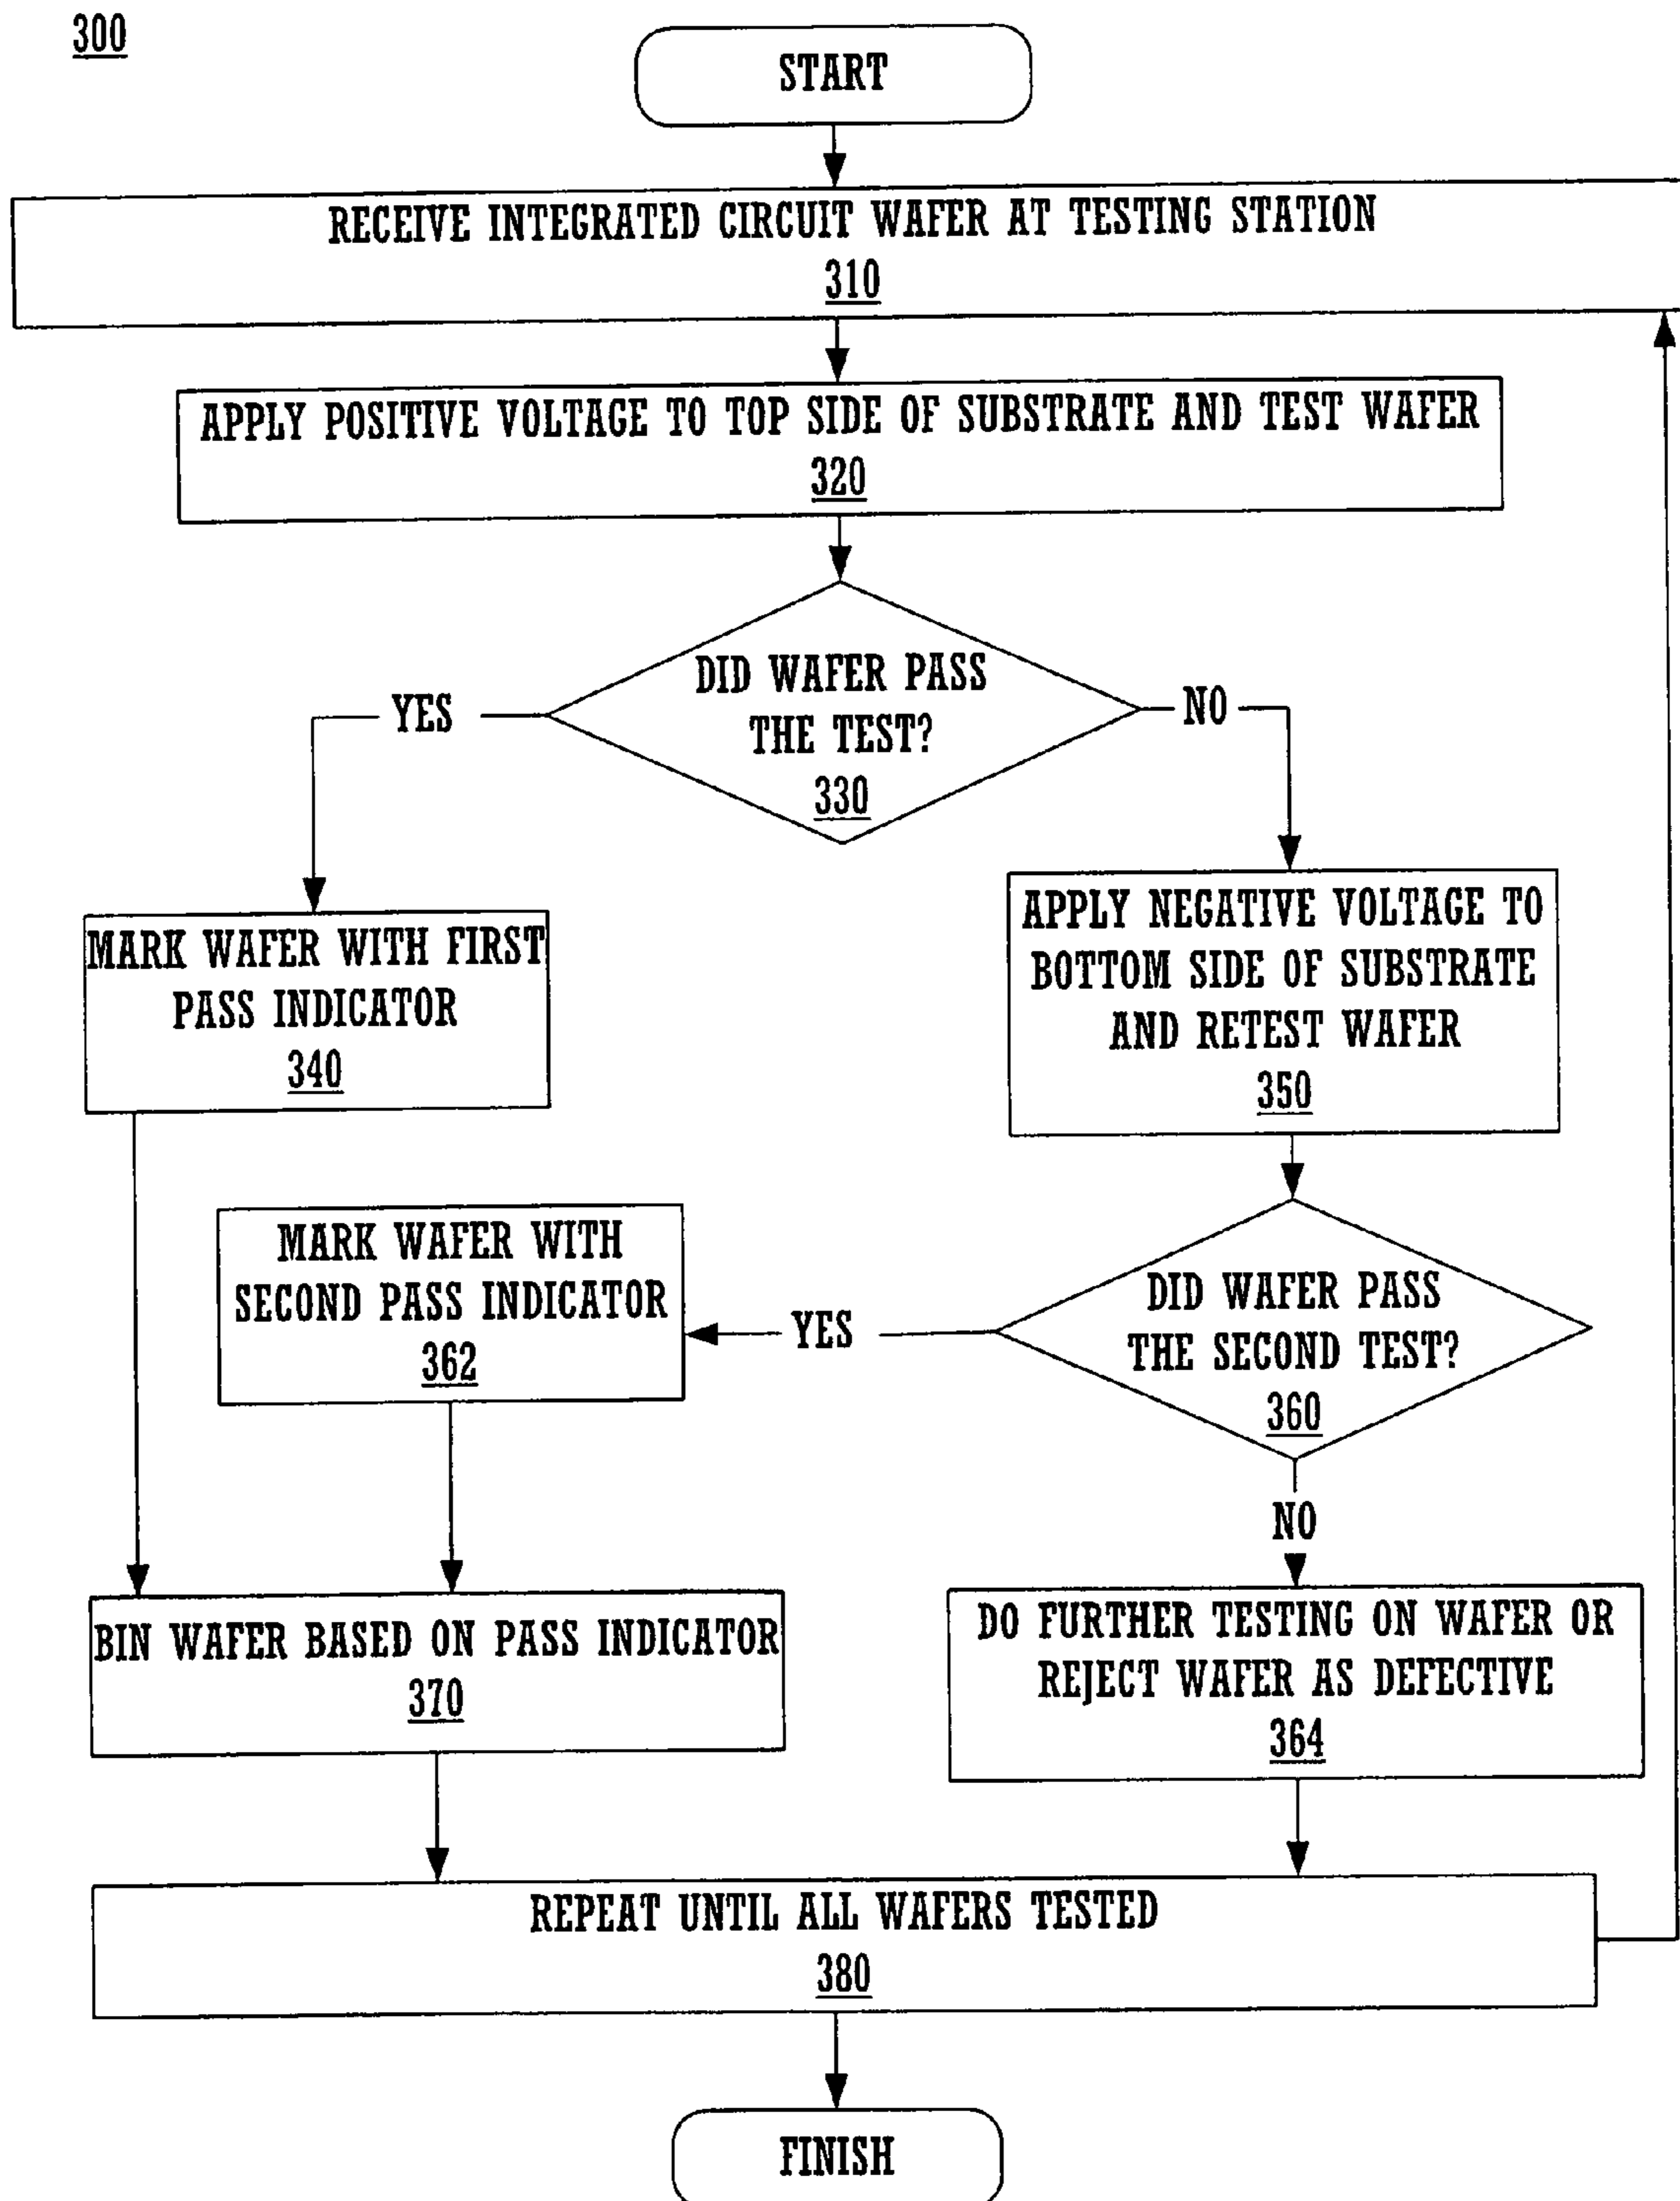 300
START
RECEIVE INTEGRATED CIRCUIT WAFER AT TESTING STATION
310
APPLY POSITIVE VOLTAGE TO TOP SIDE OF SUBSTRATE AND TEST WAFER
320
DID WAFER PASS
THE TEST?
330
YES
NO
MARK WAFER WITH FIRST
PASS INDICATOR
340
APPLY NEGATIVE VOLTAGE TO
BOTTOM SIDE OF SUBSTRATE
AND RETEST WAFER
350
MARK WAFER WITH
SECOND PASS INDICATOR
362
YES
DID WAFER PASS
THE SECOND TEST?
360
NO
BIN WAFER BASED ON PASS INDICATOR
370
DO FURTHER TESTING ON WAFER OR
REJECT WAFER AS DEFECTIVE
364
REPEAT UNTIL ALL WAFERS TESTED
380
FINISH